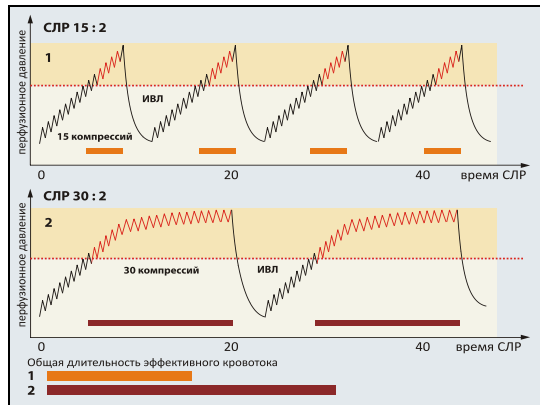 СЛР 15 : 2
перфузионное давление
1
ИВЛ
15 компрессий
0 20 40 время СЛР
СЛР 30 : 2
перфузионное давление
2
30 компрессий ИВЛ
0 20 40 время СЛР
Общая длительность эффективного кровотока
1
2